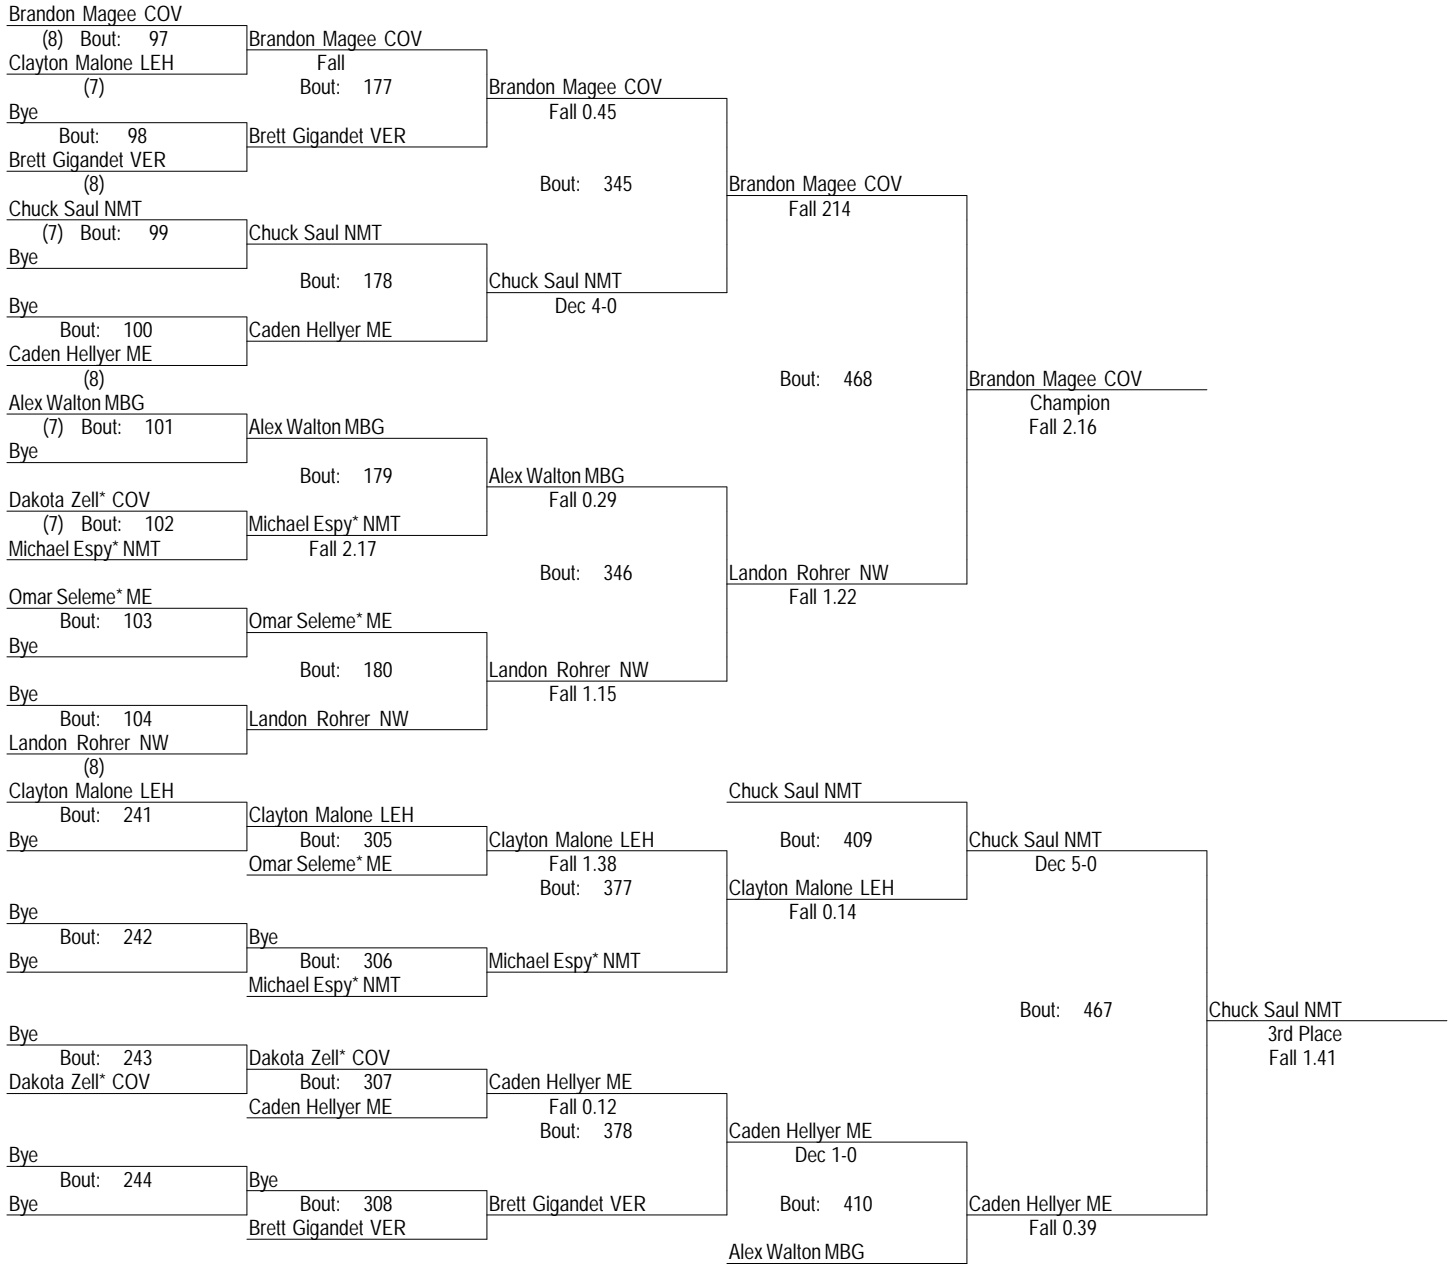 Brandon Magee COV
(8) Bout: 97
Clayton Malone LEH
(7)
Bye
Bout: 98
Brett Gigandet VER
(8)
Chuck Saul NMT
(7) Bout: 99
Bye
Bye
Bout: 100
Caden Hellyer ME
(8)
Alex Walton MBG
(7) Bout: 101
Bye
Dakota Zell* COV
(7) Bout: 102
Michael Espy* NMT
Omar Seleme* ME
Bout: 103
Bye
Bye
Bout: 104
Landon Rohrer NW
(8)
Brandon Magee COV
Fall
Bout: 177
Brett Gigandet VER
Chuck Saul NMT
Bout: 178
Caden Hellyer ME
Alex Walton MBG
Bout: 179
Michael Espy* NMT
Fall 2.17
Omar Seleme* ME
Bout: 180
Landon Rohrer NW
Brandon Magee COV
Fall 0.45
Bout: 345
Chuck Saul NMT
Dec 4-0
Alex Walton MBG
Fall 0.29
Bout: 346
Landon Rohrer NW
Fall 1.15
Brandon Magee COV
Fall 214
Bout: 468
Landon Rohrer NW
Fall 1.22
Brandon Magee COV
Champion
Fall 2.16
Clayton Malone LEH
Bout: 241
Bye
Bye
Bout: 242
Bye
Bye
Bout: 243
Dakota Zell* COV
Bye
Bout: 244
Bye
Clayton Malone LEH
Bout: 305
Omar Seleme* ME
Bye
Bout: 306
Michael Espy* NMT
Dakota Zell* COV
Bout: 307
Caden Hellyer ME
Bye
Bout: 308
Brett Gigandet VER
Clayton Malone LEH
Fall 1.38
Bout: 377
Michael Espy* NMT
Caden Hellyer ME
Fall 0.12
Bout: 378
Brett Gigandet VER
Chuck Saul NMT
Bout: 409
Clayton Malone LEH
Fall 0.14
Caden Hellyer ME
Dec 1-0
Bout: 410
Alex Walton MBG
Chuck Saul NMT
Dec 5-0
Bout: 467
Caden Hellyer ME
Fall 0.39
Chuck Saul NMT
3rd Place
Fall 1.41